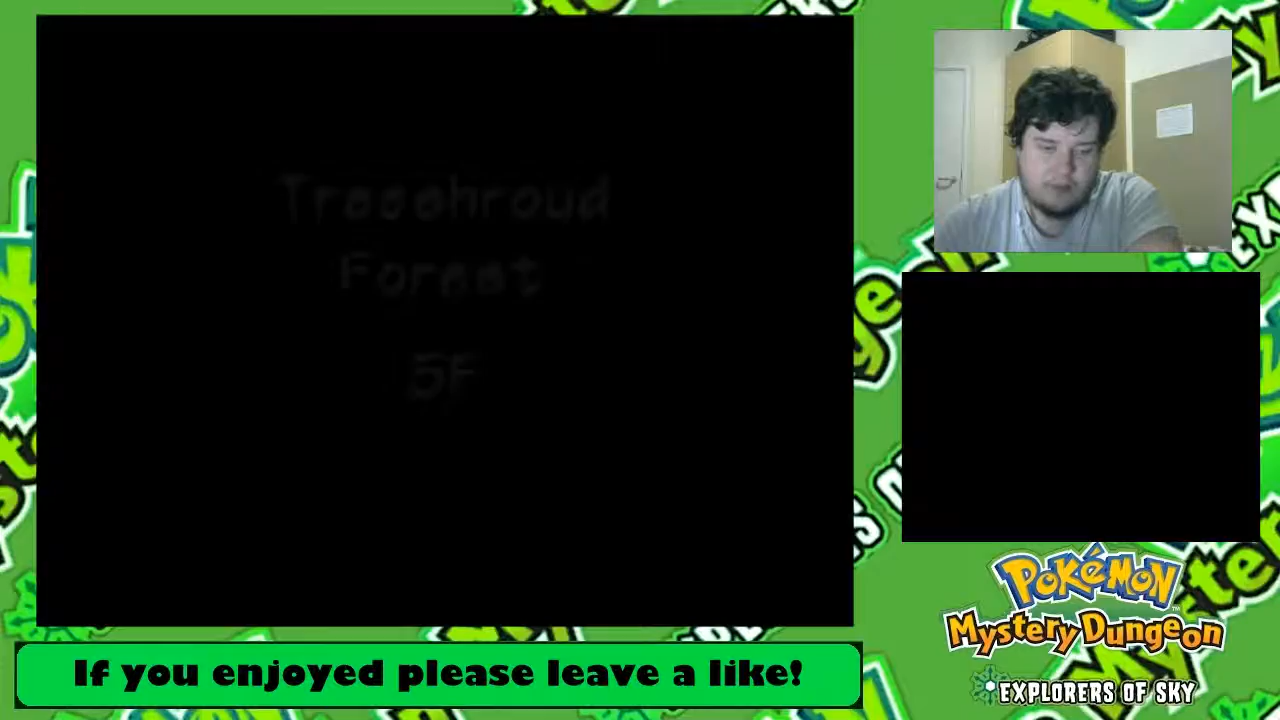 Treeshroud
Forest
5F
If you enjoyed please leave a like!
POKéMON
Mystery Dungeon
EXPLORERS OF SKY